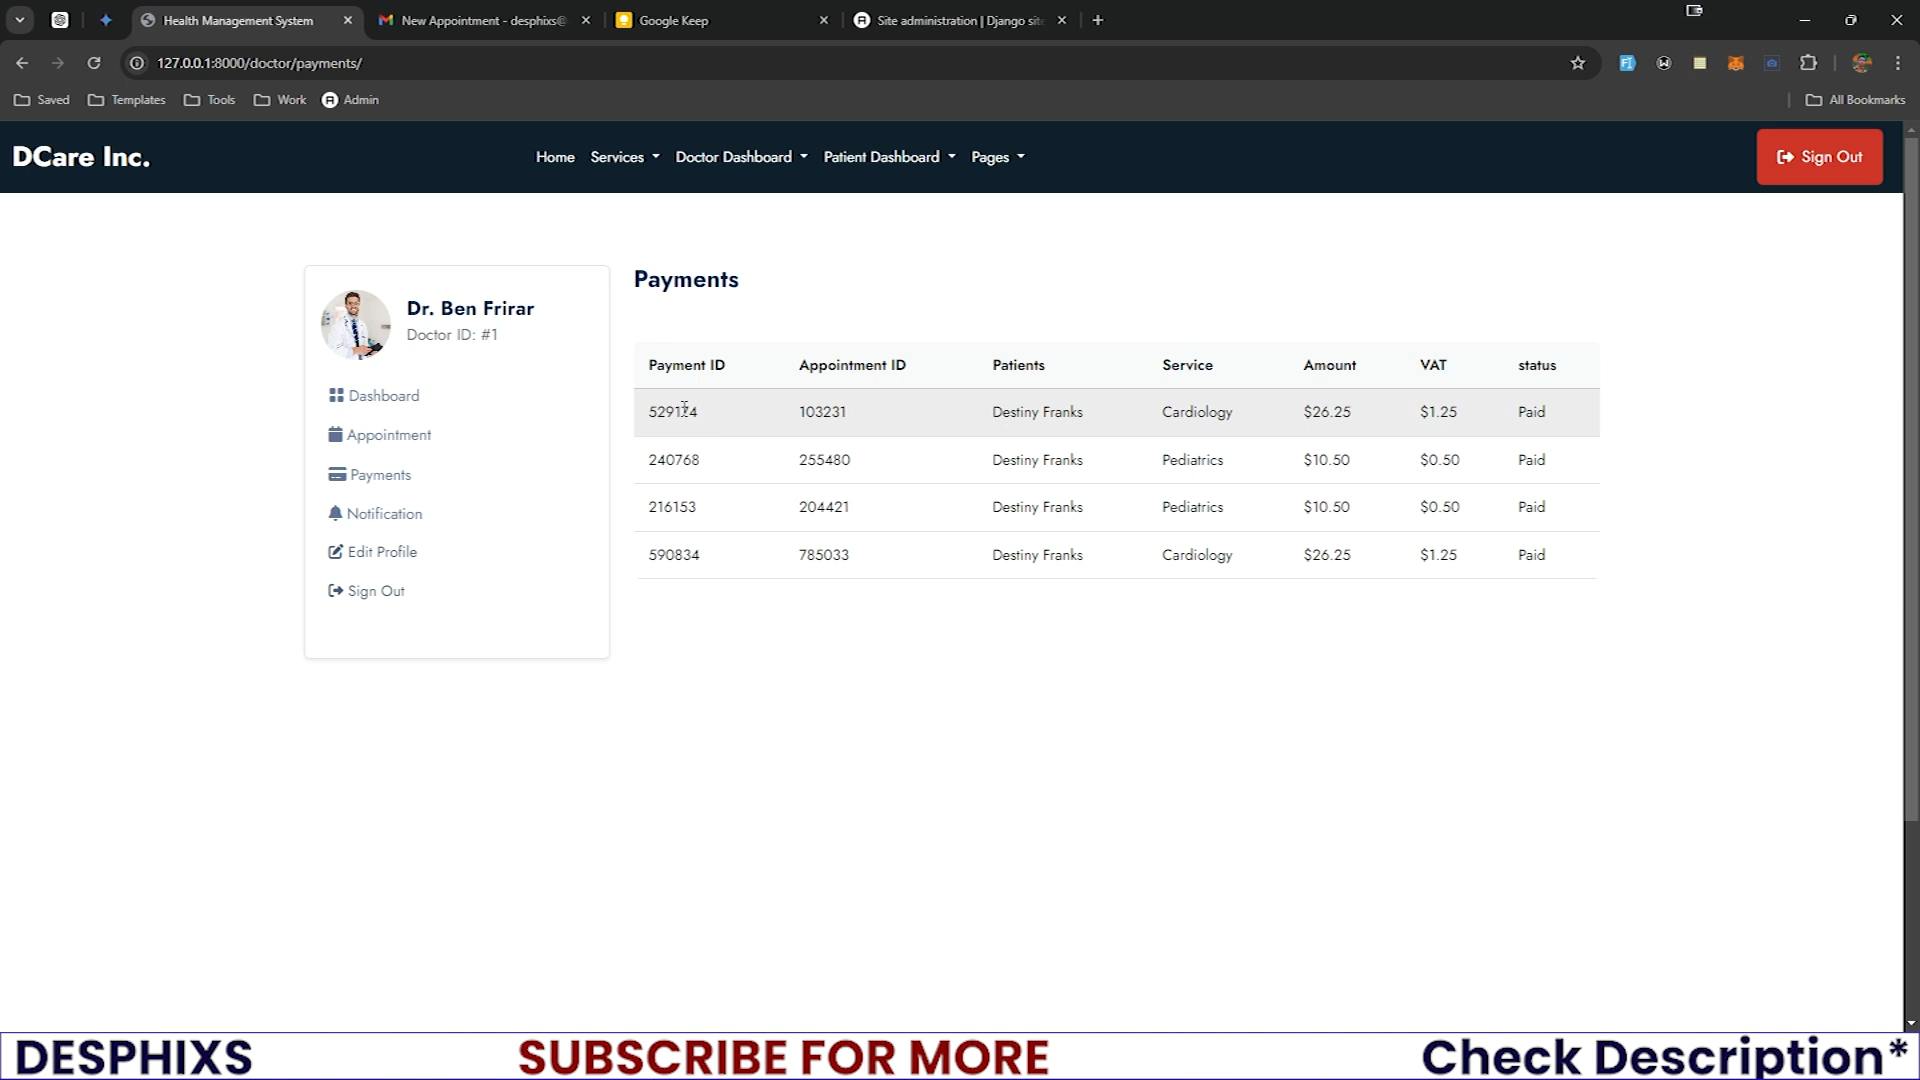 Health Management System
New Appointment - desphixs@
Google Keep
Site administration | Django site
127.0.0.1:8000/doctor/payments/
Saved
Templates
Tools
Work
Admin
All Bookmarks
DCare Inc.
Home
Services
Doctor Dashboard
Patient Dashboard
Pages
Sign Out
Dr. Ben Frirar
Doctor ID: #1
Dashboard
Appointment
Payments
Notification
Edit Profile
Sign Out
Payments
Payment ID Appointment ID Patients Service Amount VAT status
529124 103231 Destiny Franks Cardiology $26.25 $1.25 Paid
240768 255480 Destiny Franks Pediatrics $10.50 $0.50 Paid
216153 204421 Destiny Franks Pediatrics $10.50 $0.50 Paid
590834 785033 Destiny Franks Cardiology $26.25 $1.25 Paid
DESPHIXS
SUBSCRIBE FOR MORE
Check Description*